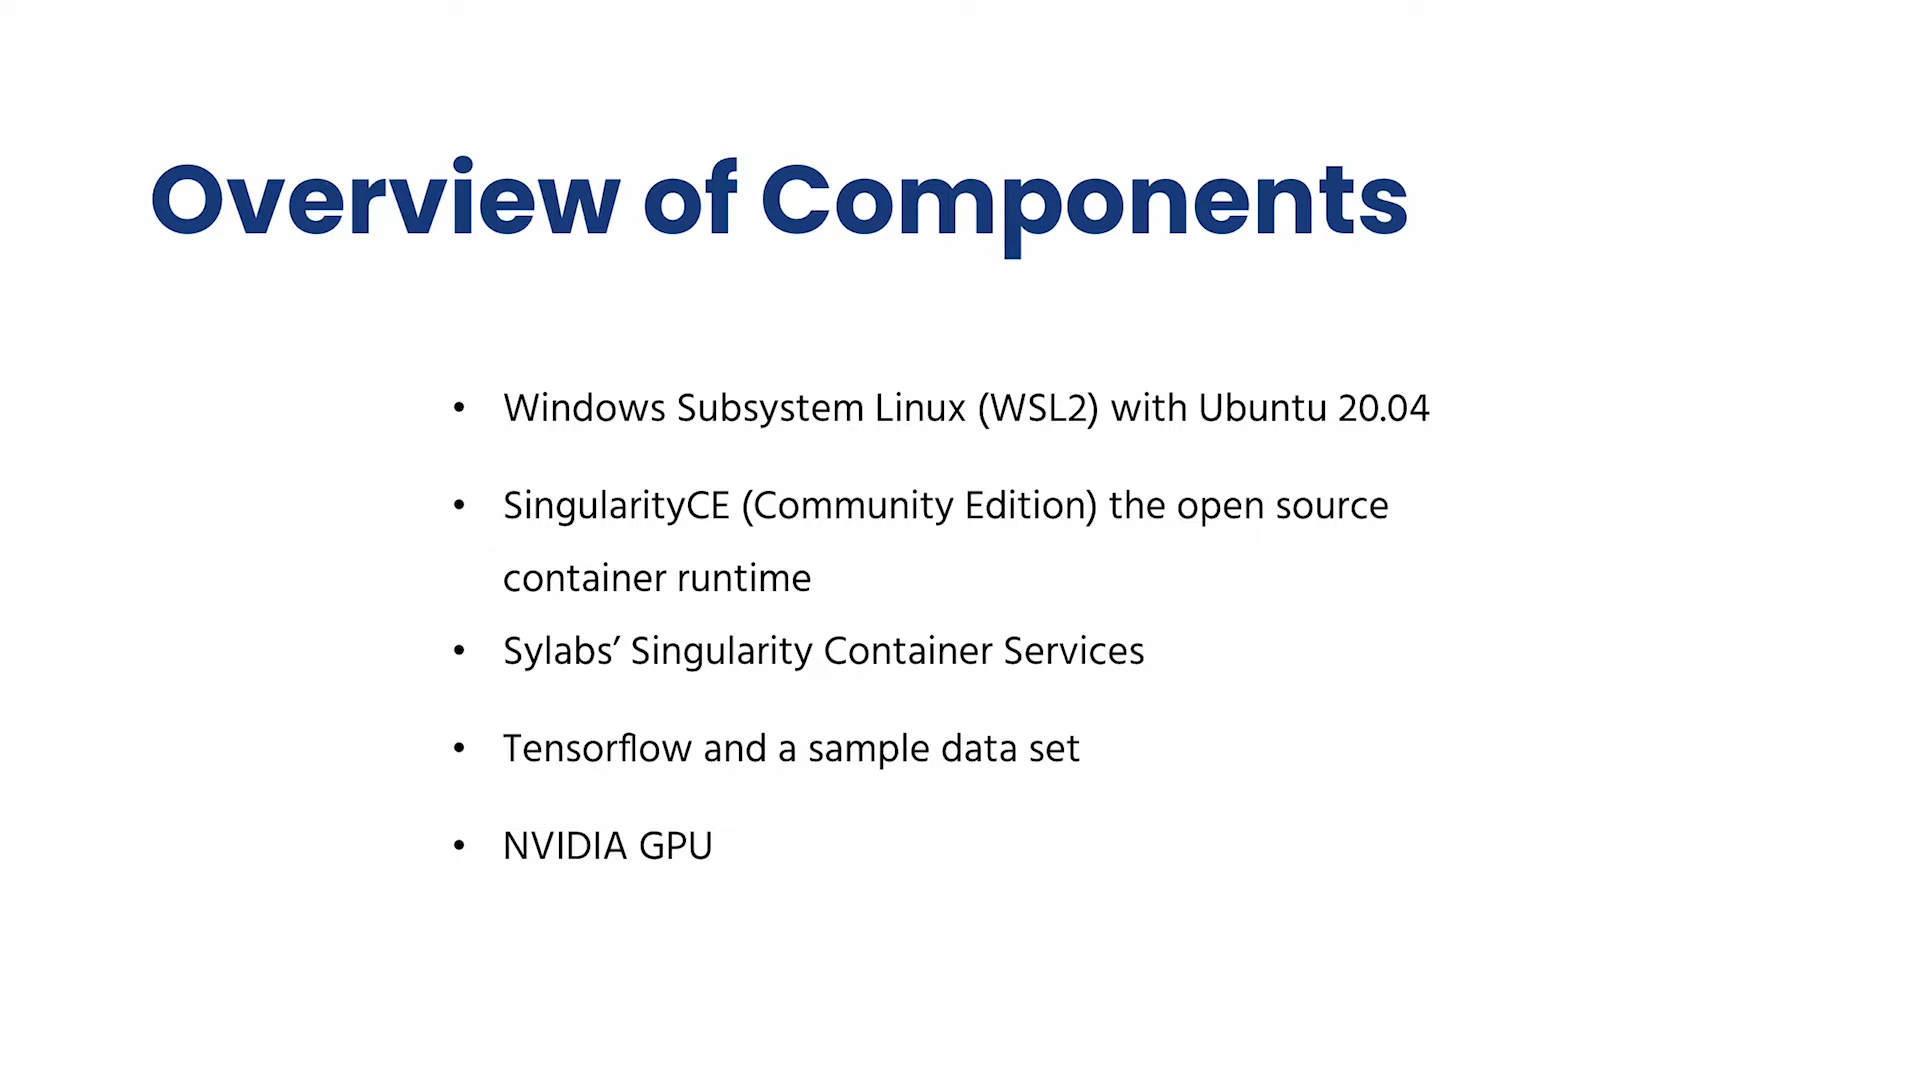 Overview of Components
• Windows Subsystem Linux (WSL2) with Ubuntu 20.04
• SingularityCE (Community Edition) the open source
container runtime
• Sylabs’ Singularity Container Services
• Tensorflow and a sample data set
• NVIDIA GPU